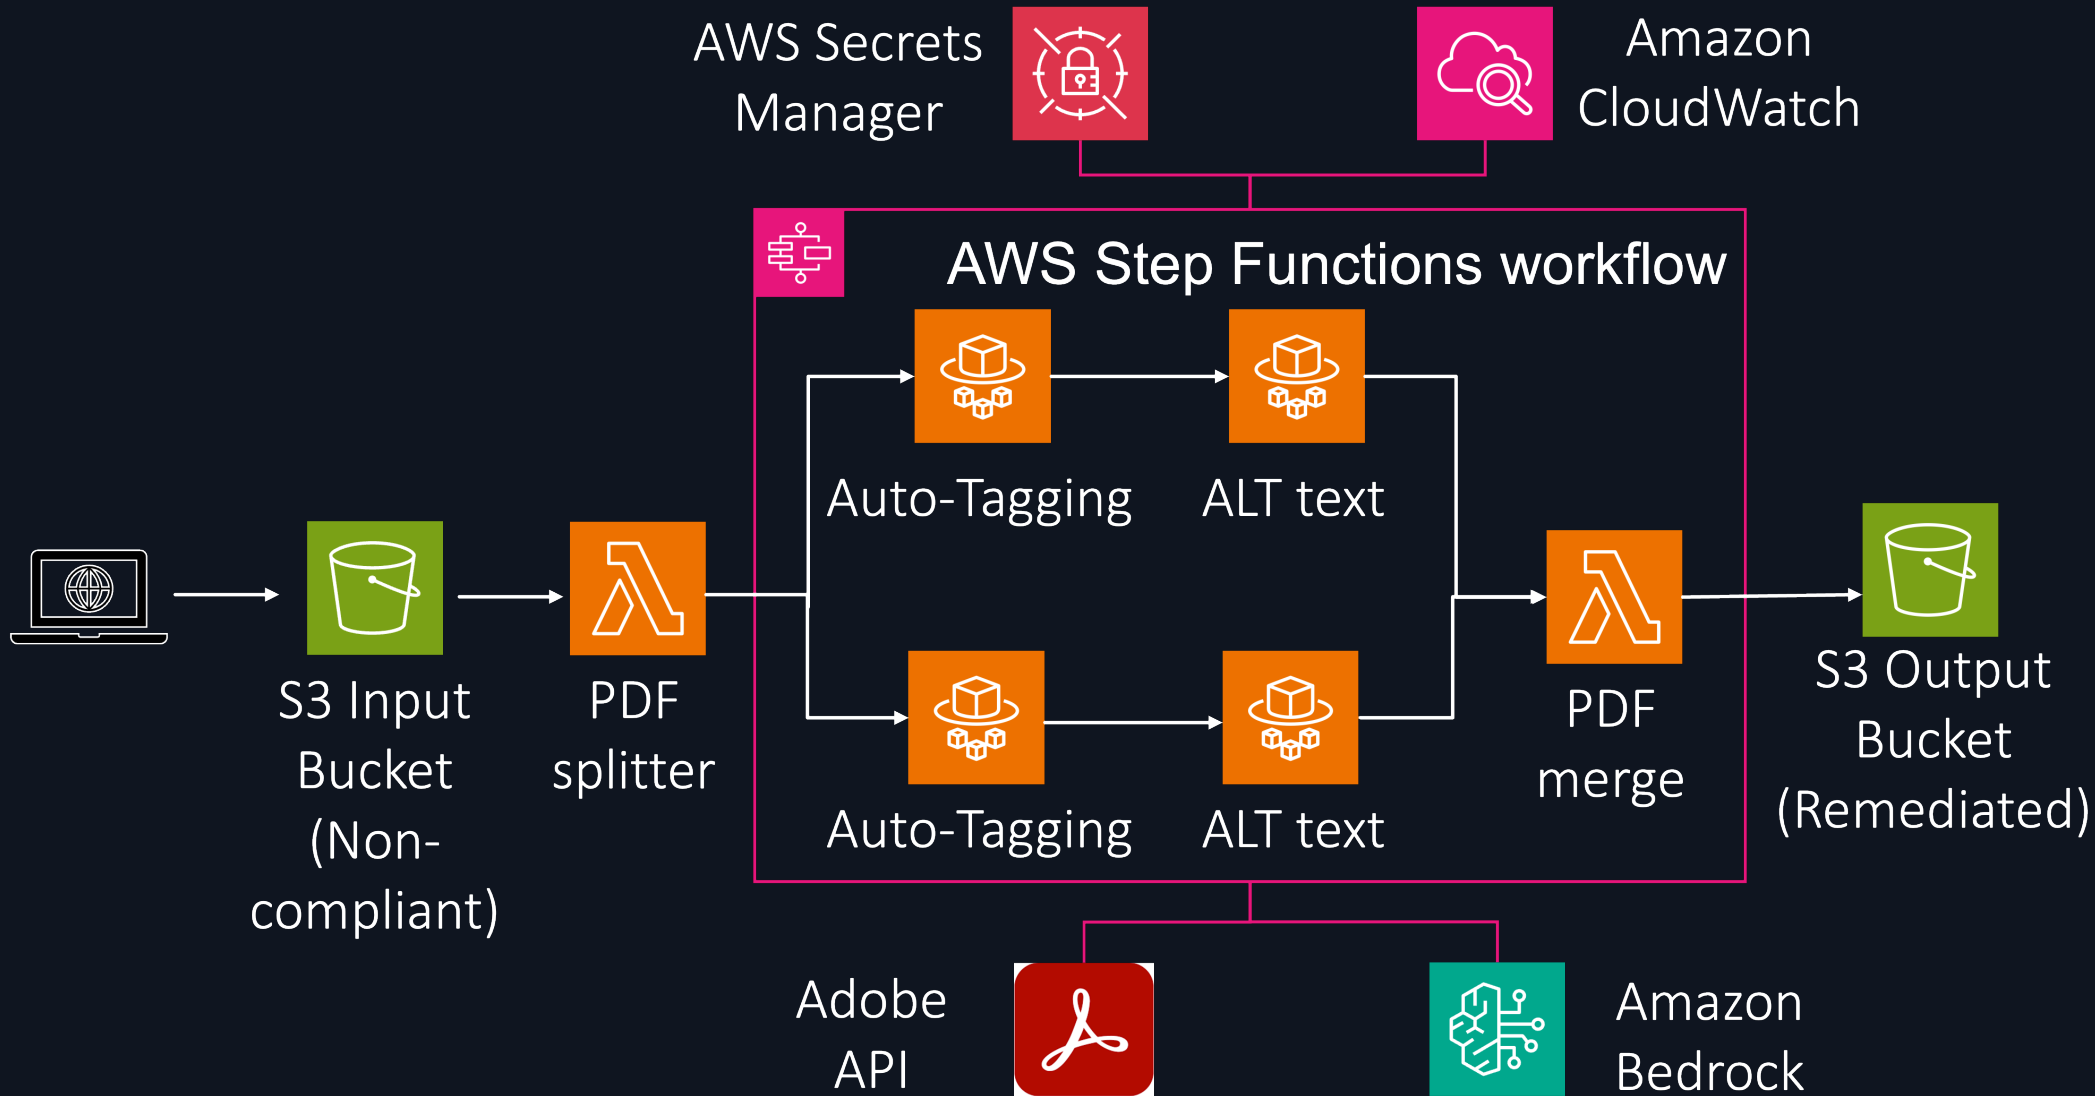 AWS Secrets
Manager
Amazon
CloudWatch
AWS Step Functions workflow
Auto-Tagging
ALT text
S3 Input
Bucket
(Non-
compliant)
PDF
splitter
Auto-Tagging
ALT text
PDF
merge
S3 Output
Bucket
(Remediated)
Adobe
API
Amazon
Bedrock